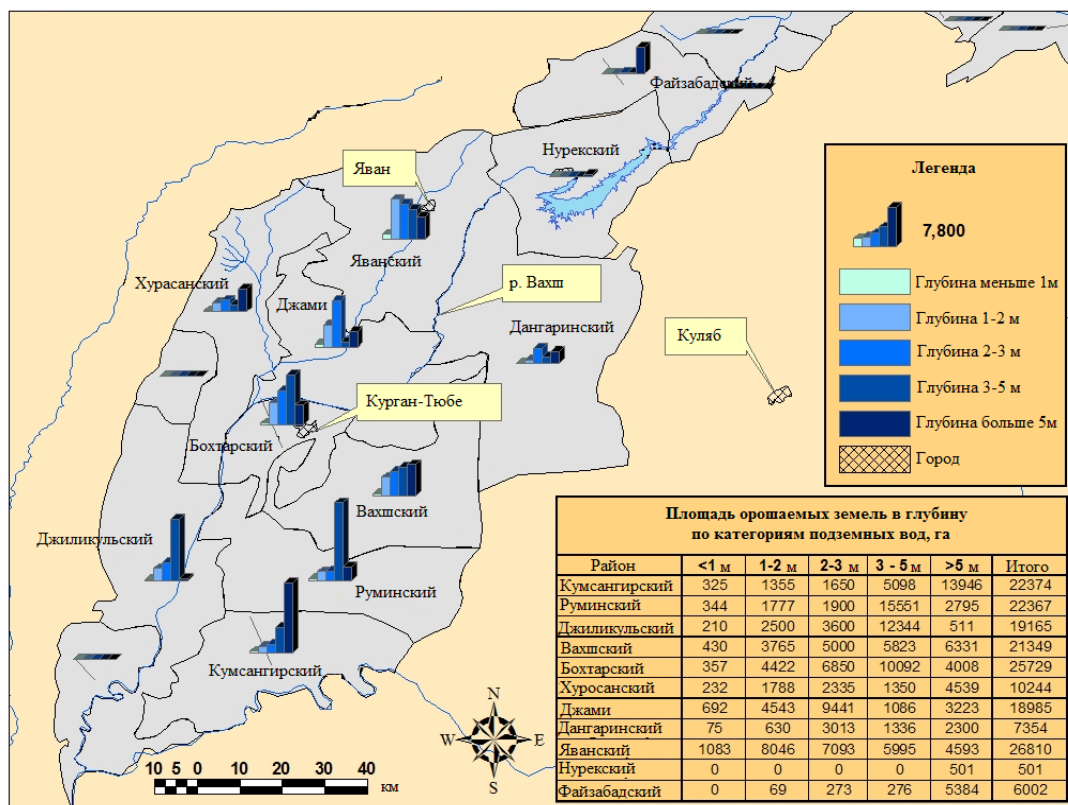 Файзабадский
Нурекский
Яван
Яванский
Хурасанский
Джами
р. Вахш
Дангаринский
Куляб
Курган-Тюбе
Бохтарский
Вахшский
Джиликульский
Руминский
Кумсангирский
Легенда
7,800
Глубина меньше 1м
Глубина 1-2 м
Глубина 2-3 м
Глубина 3-5 м
Глубина больше 5м
Город
N
W E
S
10 5 0 10 20 30 40
км
Площадь орошаемых земель в глубину
по категориям подземных вод, га
Район <1 м 1-2 м 2-3 м 3 - 5 м >5 м Итого
Кумсангирский 325 1355 1650 5098 13946 22374
Руминский 344 1777 1900 15551 2795 22367
Джиликульский 210 2500 3600 12344 511 19165
Вахшский 430 3765 5000 5823 6331 21349
Бохтарский 357 4422 6850 10092 4008 25729
Хуросанский 232 1788 2335 1350 4539 10244
Джами 692 4543 9441 1086 3223 18985
Дангаринский 75 630 3013 1336 2300 7354
Яванский 1083 8046 7093 5995 4593 26810
Нурекский 0 0 0 0 501 501
Файзабадский 0 69 273 276 5384 6002